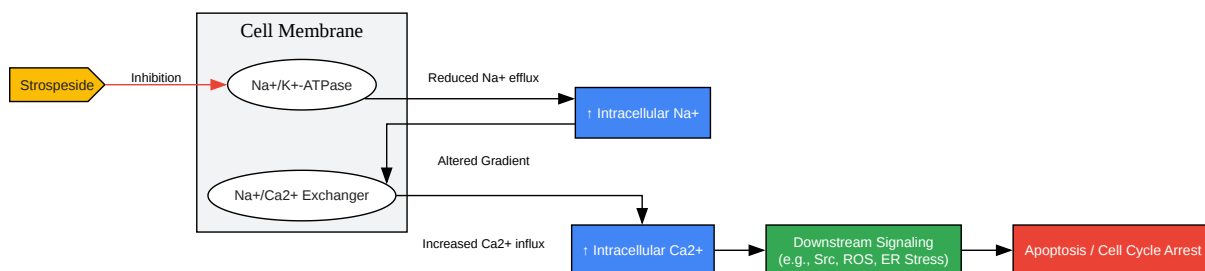 Cell Membrane
Strospeside
Inhibition
Na+/K+-ATPase
Reduced Na+ efflux
↑ Intracellular Na+
Altered Gradient
Na+/Ca2+ Exchanger
Increased Ca2+ influx
↑ Intracellular Ca2+
Downstream Signaling
(e.g., Src, ROS, ER Stress)
Apoptosis / Cell Cycle Arrest